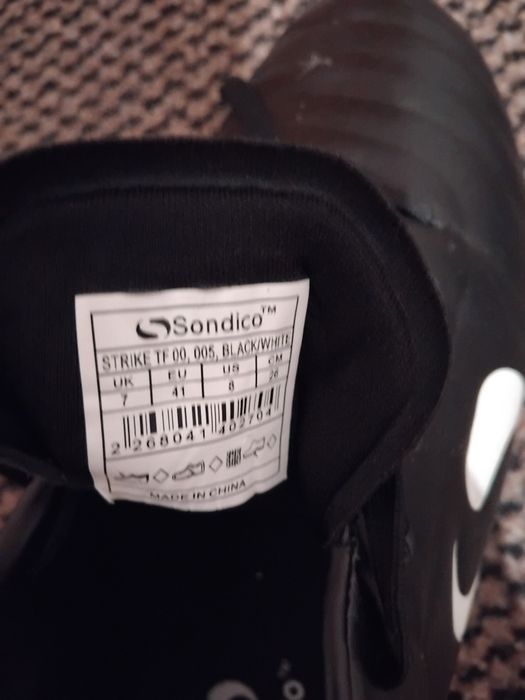 Sondico™
STRIKE TF 00, 005, BLACK/WHITE
UK EU US CM
7 41 8 26
2 268041 402704
MADE IN CHINA